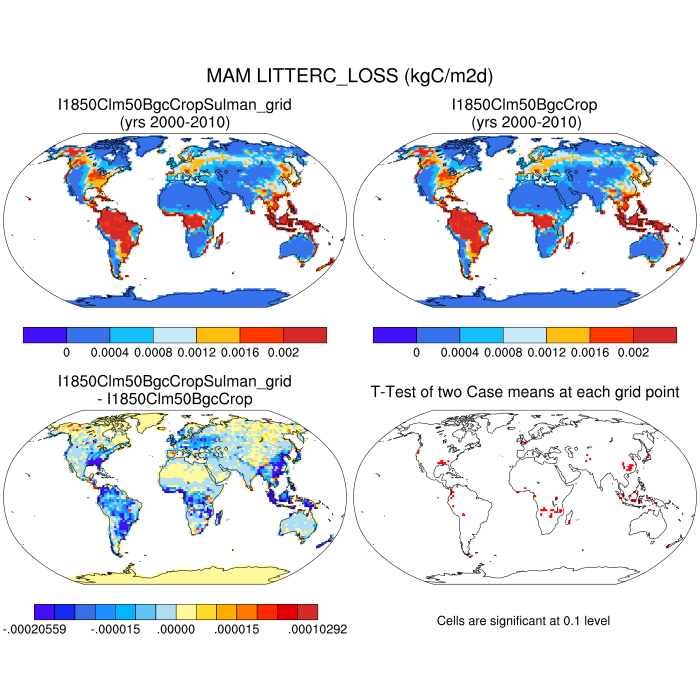 MAM LITTERC_LOSS (kgC/m2d)
I1850Clm50BgcCropSulman_grid
(yrs 2000-2010)
I1850Clm50BgcCrop
(yrs 2000-2010)
0 0.0004 0.0008 0.0012 0.0016 0.002
0 0.0004 0.0008 0.0012 0.0016 0.002
I1850Clm50BgcCropSulman_grid
- I1850Clm50BgcCrop
T-Test of two Case means at each grid point
-.00020559 -.000015 .00000 .000015 .00010292
Cells are significant at 0.1 level